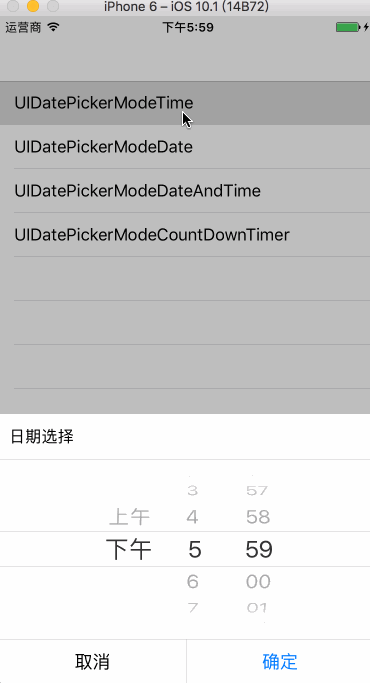 iPhone 6 – iOS 10.1 (14B72)
运营商 下午5:59
UIDatePickerModeTime
UIDatePickerModeDate
UIDatePickerModeDateAndTime
UIDatePickerModeCountDownTimer
日期选择
3 57
上午 4 58
下午 5 59
6 00
7 01
取消 确定